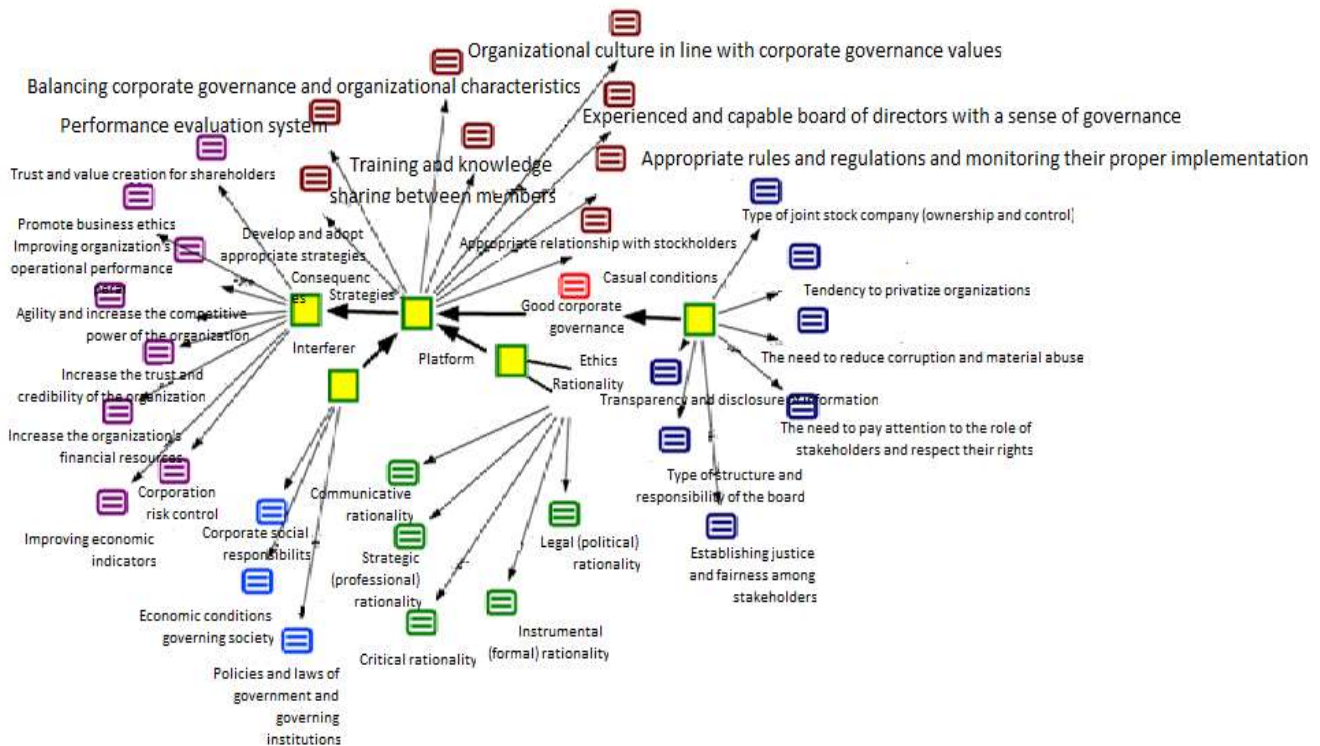 Organizational culture in line with corporate governance values
Balancing corporate governance and organizational characteristics
Experienced and capable board of directors with a sense of governance
Performance evaluation system
Training and knowledge
sharing between members
Appropriate rules and regulations and monitoring their proper implementation
Trust and value creation for shareholders
Promote business ethics
Improving organization's
operational performance
Develop and adopt
appropriate strategies
Appropriate relationship with stockholders
Type of joint stock company (ownership and control)
Consequenc
es
Strategies
Casual conditions
Tendency to privatize organizations
Good corporate
governance
Agility and increase the competitive
power of the organization
Interferer
Platform
Ethics
Rationality
The need to reduce corruption and material abuse
Increase the trust and
credibility of the organization
Transparency and disclosure of information
The need to pay attention to the role of
stakeholders and respect their rights
Increase the organization's
financial resources
Type of structure and
responsibility of the board
Corporation
risk control
Communicative
rationality
Improving economic
indicators
Corporate social
responsibilits
Strategic
(professional)
rationality
Legal (political)
rationality
Establishing justice
and fairness among
stakeholders
Economic conditions
governing society
Critical rationality
Instrumental
(formal) rationality
Policies and laws of
government and
governing
institutions